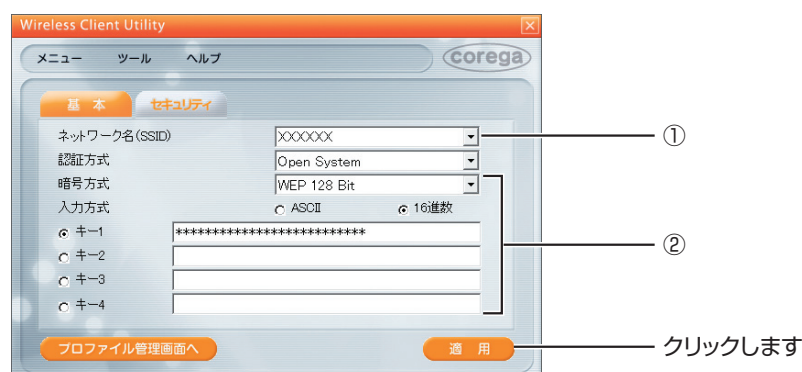 Wireless Client Utility
メニュー ツール ヘルプ corega
基 本 セキュリティ
ネットワーク名(SSID) XXXXXX ①
認証方式 Open System
暗号方式 WEP 128 Bit
入力方式 ASCII 16進数
キー1 **************************
キー2 ②
キー3
キー4
プロファイル管理画面へ 適 用 クリックします